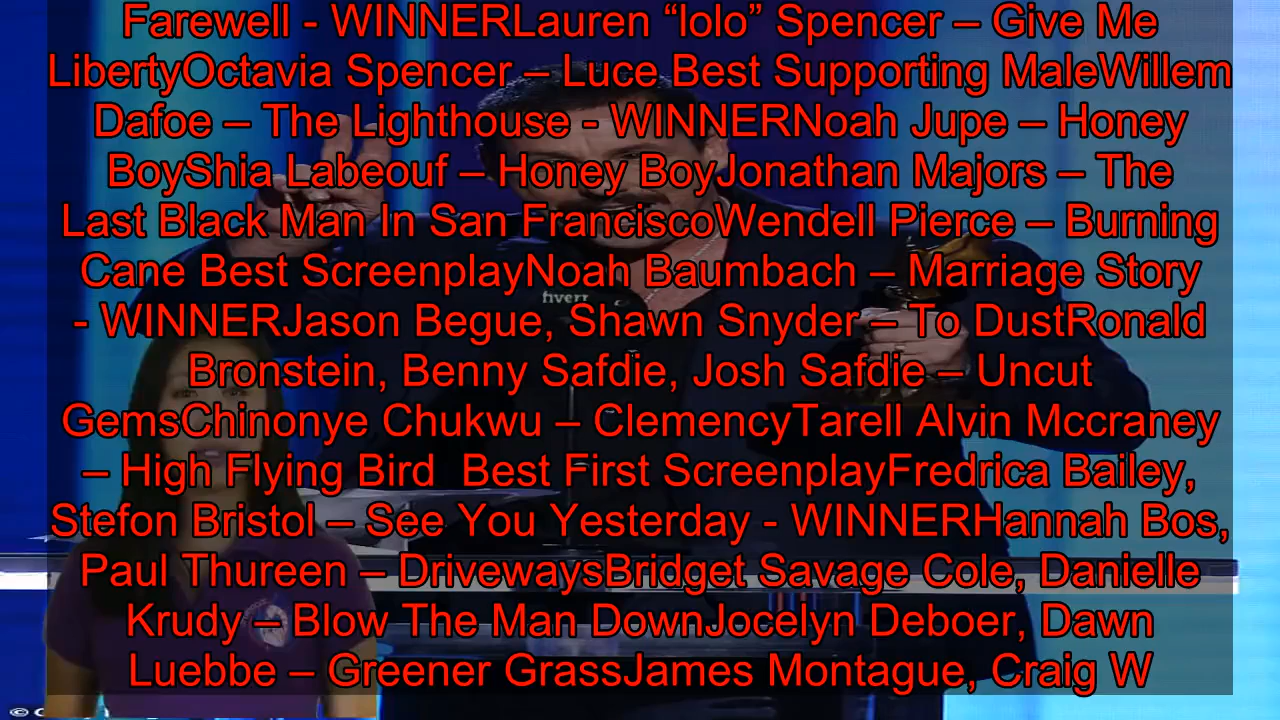 Farewell - WINNERLauren “lolo” Spencer – Give Me
LibertyOctavia Spencer – Luce Best Supporting MaleWillem
Dafoe – The Lighthouse - WINNERNoah Jupe – Honey
BoyShia Labeouf – Honey BoyJonathan Majors – The
Last Black Man In San FranciscoWendell Pierce – Burning
Cane Best ScreenplayNoah Baumbach – Marriage Story
fiverr
- WINNERJason Begue, Shawn Snyder – To DustRonald
Bronstein, Benny Safdie, Josh Safdie – Uncut
GemsChinonye Chukwu – ClemencyTarell Alvin Mccraney
– High Flying Bird  Best First ScreenplayFredrica Bailey,
Stefon Bristol – See You Yesterday - WINNERHannah Bos,
Paul Thureen – DrivewaysBridget Savage Cole, Danielle
Krudy – Blow The Man DownJocelyn Deboer, Dawn
Luebbe – Greener GrassJames Montague, Craig W
©